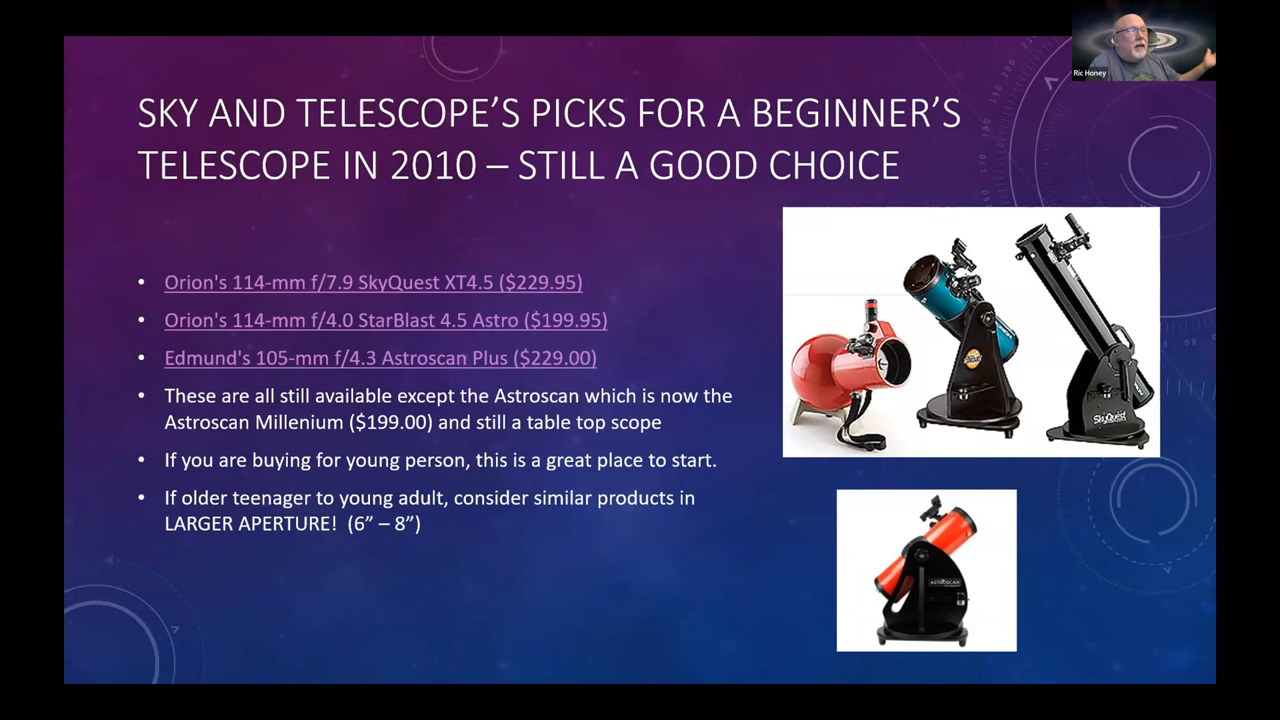 Ric Honey
SKY AND TELESCOPE'S PICKS FOR A BEGINNER'S
TELESCOPE IN 2010 – STILL A GOOD CHOICE
• Orion's 114-mm f/7.9 SkyQuest XT4.5 ($229.95)
• Orion's 114-mm f/4.0 StarBlast 4.5 Astro ($199.95)
• Edmund's 105-mm f/4.3 Astroscan Plus ($229.00)
• These are all still available except the Astroscan which is now the
Astroscan Millenium ($199.00) and still a table top scope
• If you are buying for young person, this is a great place to start.
• If older teenager to young adult, consider similar products in
LARGER APERTURE! (6” – 8”)
SkyQuest
ASTROSCAN